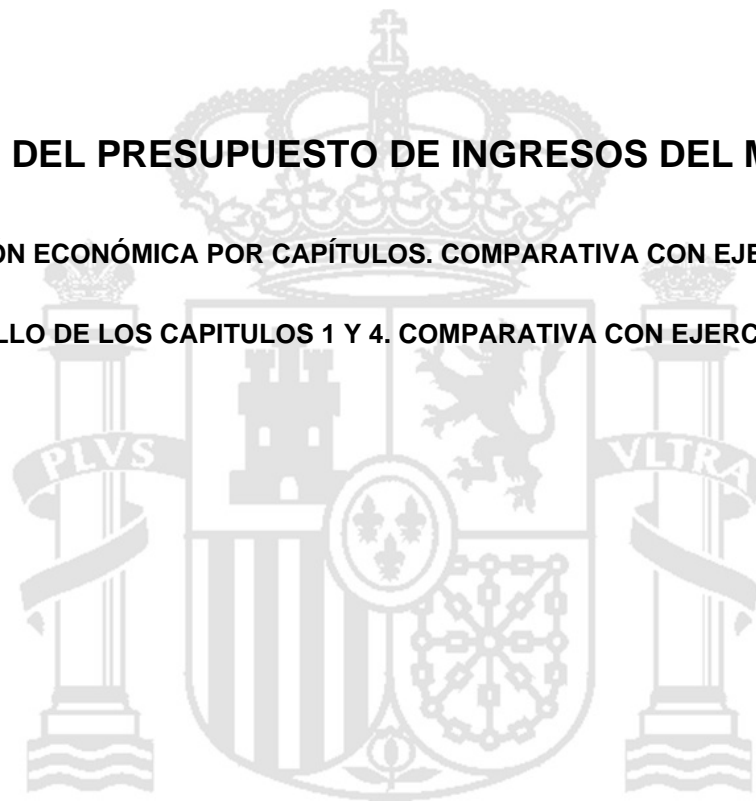 DEL PRESUPUESTO DE INGRESOS DEL M
ON ECONÓMICA POR CAPÍTULOS. COMPARATIVA CON EJE
LLO DE LOS CAPITULOS 1 Y 4. COMPARATIVA CON EJERC
PLVS VLTRA